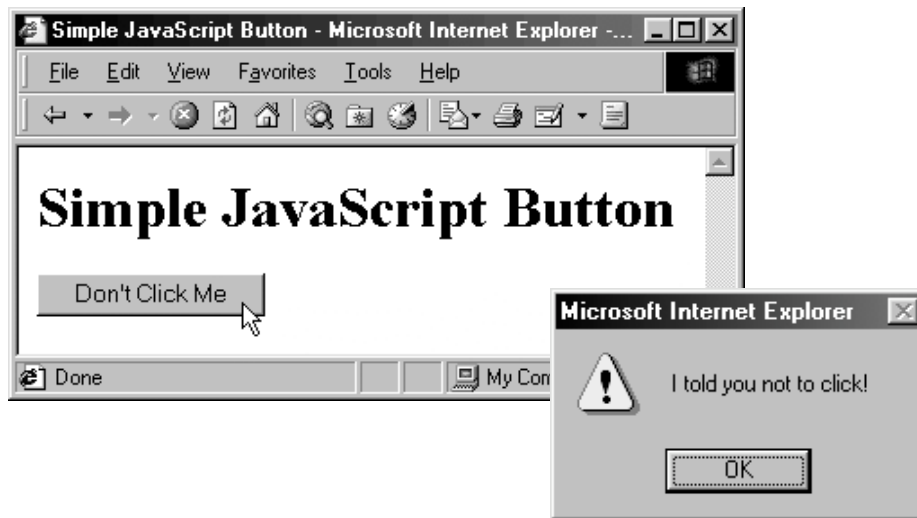 Simple JavaScript Button - Microsoft Internet Explorer -...
File Edit View Favorites Tools Help
Simple JavaScript Button
Don't Click Me
Done
My Com
Microsoft Internet Explorer
I told you not to click!
OK